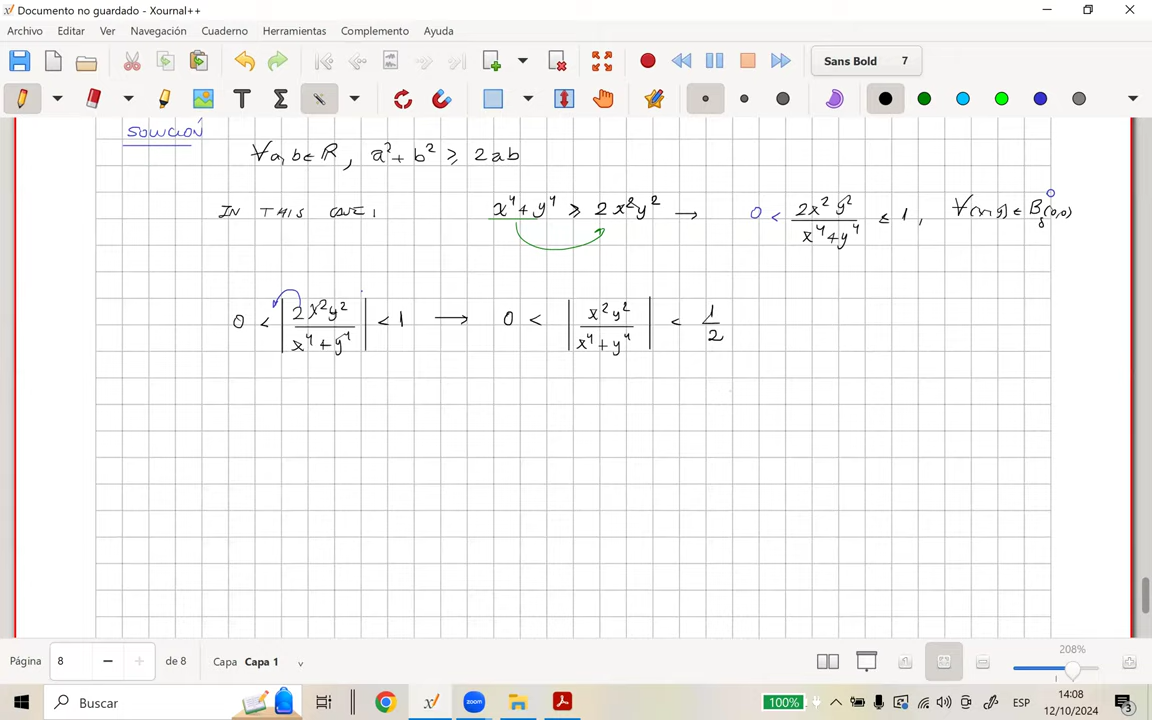 Documento no guardado - Xournal++
Archivo Editar Ver Navegación Cuaderno Herramientas Complemento Ayuda
Sans Bold 7
SOLUCIÓN
∀a, b ∈ ℝ, a² + b² ≥ 2ab
IN THIS CASE: x⁴ + y⁴ ≥ 2x²y² → 0 < 2x²y² / x⁴+y⁴ ≤ 1, ∀(x,y) ∈ B°δ(0,0)
0 < | 2x²y² / x⁴+y⁴ | < 1 → 0 < | x²y² / x⁴+y⁴ | < 1/2
Página 8 de 8 Capa Capa 1
208%
Buscar
100%
ESP
14:08
12/10/2024
3